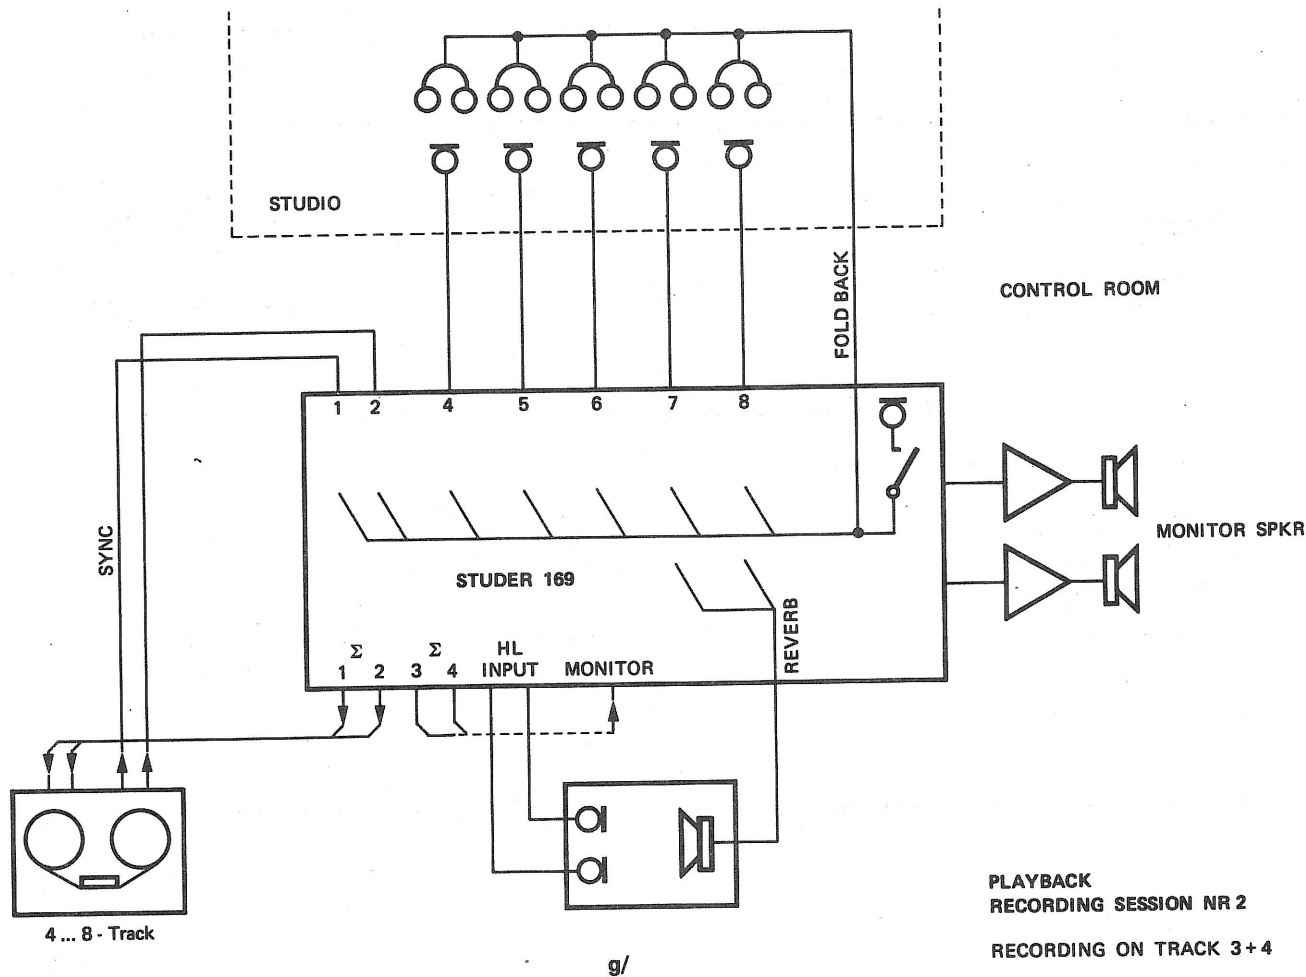 STUDIO
CONTROL ROOM
FOLD BACK
1 2 4 5 6 7 8
SYNC
MONITOR SPKR
STUDER 169
REVERB
Σ Σ HL
1 2 3 4 INPUT MONITOR
4 ... 8 - Track
PLAYBACK
RECORDING SESSION NR 2
RECORDING ON TRACK 3 + 4
g/